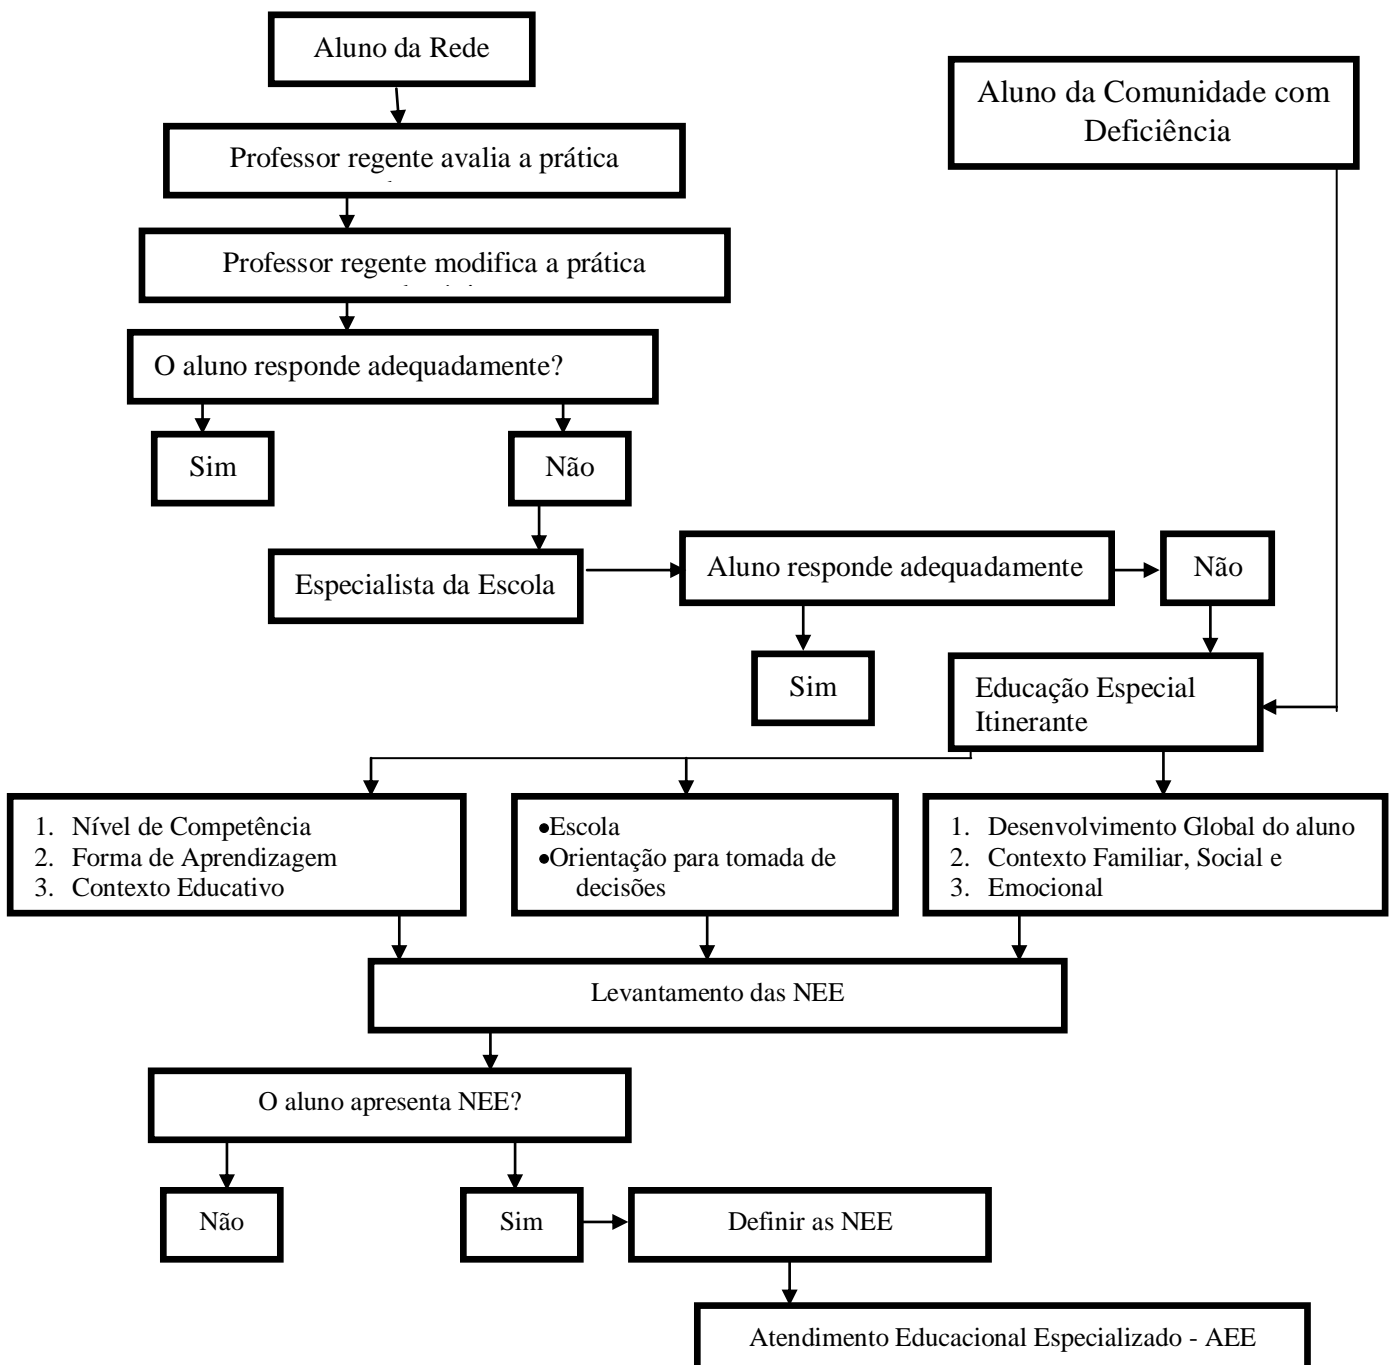 Aluno da Rede
Aluno da Comunidade com
Deficiência
Professor regente avalia a prática
Professor regente modifica a prática
O aluno responde adequadamente?
Sim
Não
Especialista da Escola
Aluno responde adequadamente
Não
Sim
Educação Especial
Itinerante
1. Nível de Competência
2. Forma de Aprendizagem
3. Contexto Educativo
•Escola
•Orientação para tomada de
decisões
1. Desenvolvimento Global do aluno
2. Contexto Familiar, Social e
3. Emocional
Levantamento das NEE
O aluno apresenta NEE?
Não
Sim
Definir as NEE
Atendimento Educacional Especializado - AEE